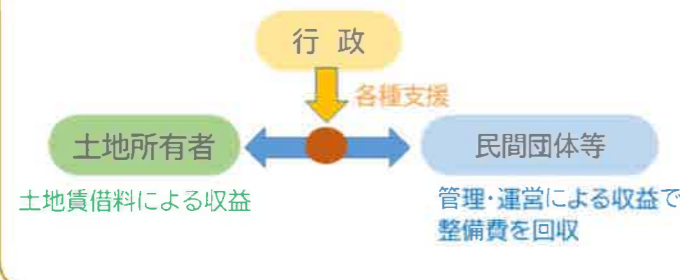 行 政
各種支援
土地所有者
民間団体等
土地賃借料による収益
管理・運営による収益で
整備費を回収